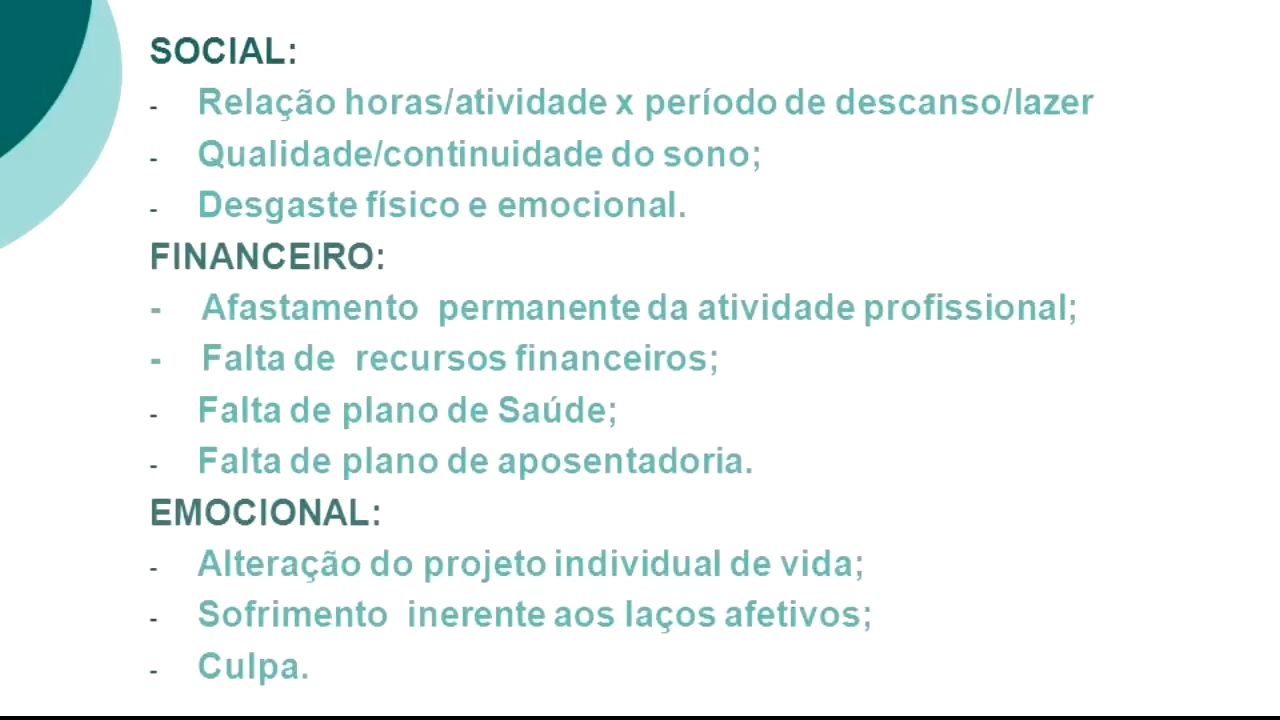 SOCIAL:
- Relação horas/atividade x período de descanso/lazer
- Qualidade/continuidade do sono;
- Desgaste físico e emocional.
FINANCEIRO:
- Afastamento permanente da atividade profissional;
- Falta de recursos financeiros;
- Falta de plano de Saúde;
- Falta de plano de aposentadoria.
EMOCIONAL:
- Alteração do projeto individual de vida;
- Sofrimento inerente aos laços afetivos;
- Culpa.